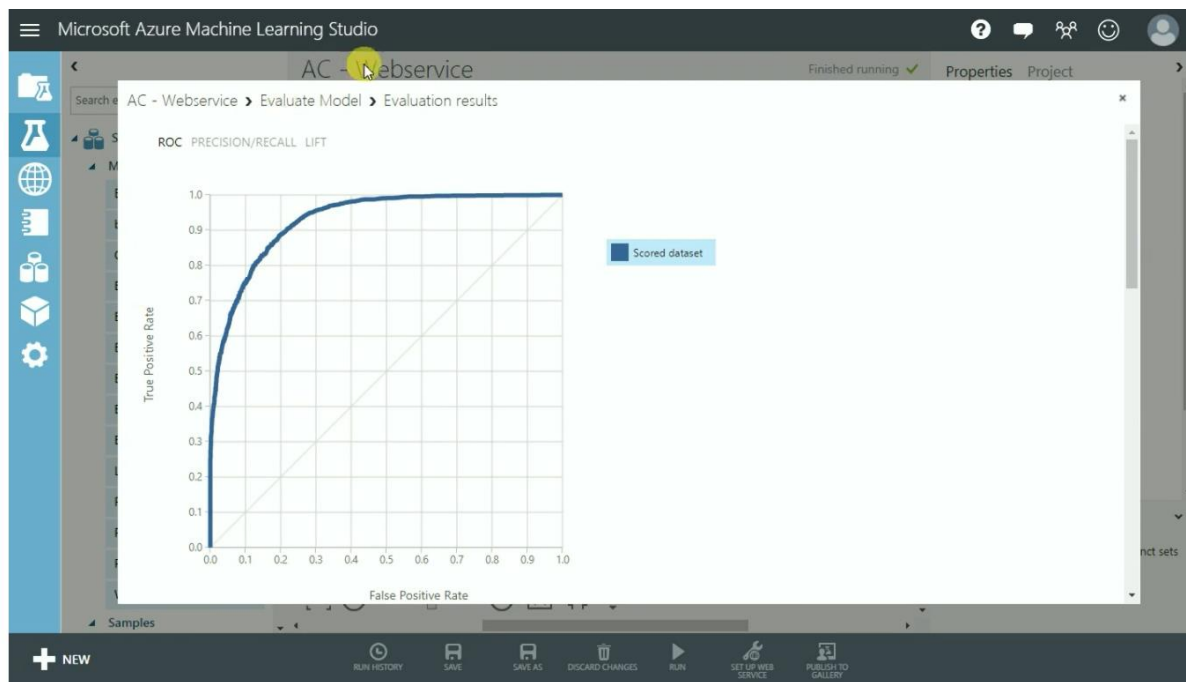 Microsoft Azure Machine Learning Studio
AC - Webservice
Finished running
Properties Project
Search e
AC - Webservice > Evaluate Model > Evaluation results
ROC PRECISION/RECALL LIFT
1.0
0.9
0.8
0.7
0.6
0.5
0.4
0.3
0.2
0.1
0.0
True Positive Rate
0.0 0.1 0.2 0.3 0.4 0.5 0.6 0.7 0.8 0.9 1.0
False Positive Rate
Scored dataset
nct sets
Samples
NEW
RUN HISTORY
SAVE
SAVE AS
DISCARD CHANGES
RUN
SET UP WEB
SERVICE
PUBLISH TO
GALLERY